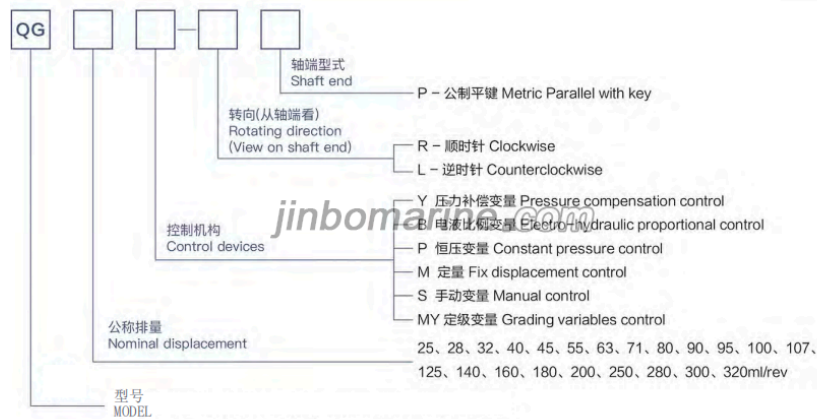 QG
轴端型式
Shaft end
P – 公制平键 Metric Parallel with key
转向(从轴端看)
Rotating direction
(View on shaft end)
R – 顺时针 Clockwise
L – 逆时针 Counterclockwise
控制机构
Control devices
Y 压力补偿变量 Pressure compensation control
jinbomarine.com
B 电液比例变量 Electro-hydraulic proportional control
P 恒压变量 Constant pressure control
M 定量 Fix displacement control
S 手动变量 Manual control
MY 定级变量 Grading variables control
公称排量
Nominal displacement
25、28、32、40、45、55、63、71、80、90、95、100、107、
125、140、160、180、200、250、280、300、320ml/rev
型号
MODEL